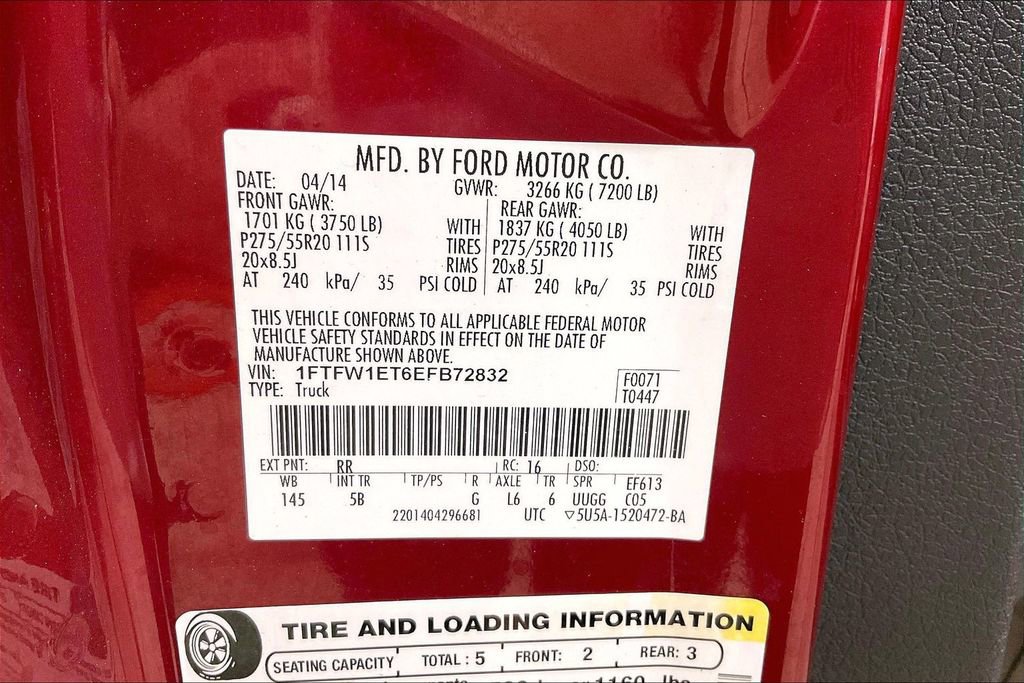 MFD. BY FORD MOTOR CO.
DATE: 04/14 GVWR: 3266 KG ( 7200 LB)
FRONT GAWR: REAR GAWR:
1701 KG ( 3750 LB) WITH 1837 KG ( 4050 LB) WITH
P275/55R20 111S TIRES P275/55R20 111S TIRES
20x8.5J RIMS 20x8.5J RIMS
AT 240 kPa/ 35 PSI COLD AT 240 kPa/ 35 PSI COLD
THIS VEHICLE CONFORMS TO ALL APPLICABLE FEDERAL MOTOR
VEHICLE SAFETY STANDARDS IN EFFECT ON THE DATE OF
MANUFACTURE SHOWN ABOVE.
VIN: 1FTFW1ET6EFB72832 F0071
TYPE: Truck T0447
EXT PNT: RR RC: 16 DSO:
WB INT TR TP/PS R AXLE TR SPR EF613
145 5B G L6 6 UUGG C05
2201404296681 UTC ▽5U5A-1520472-BA
TIRE AND LOADING INFORMATION
SEATING CAPACITY TOTAL : 5 FRONT: 2 REAR: 3
1160 lbs